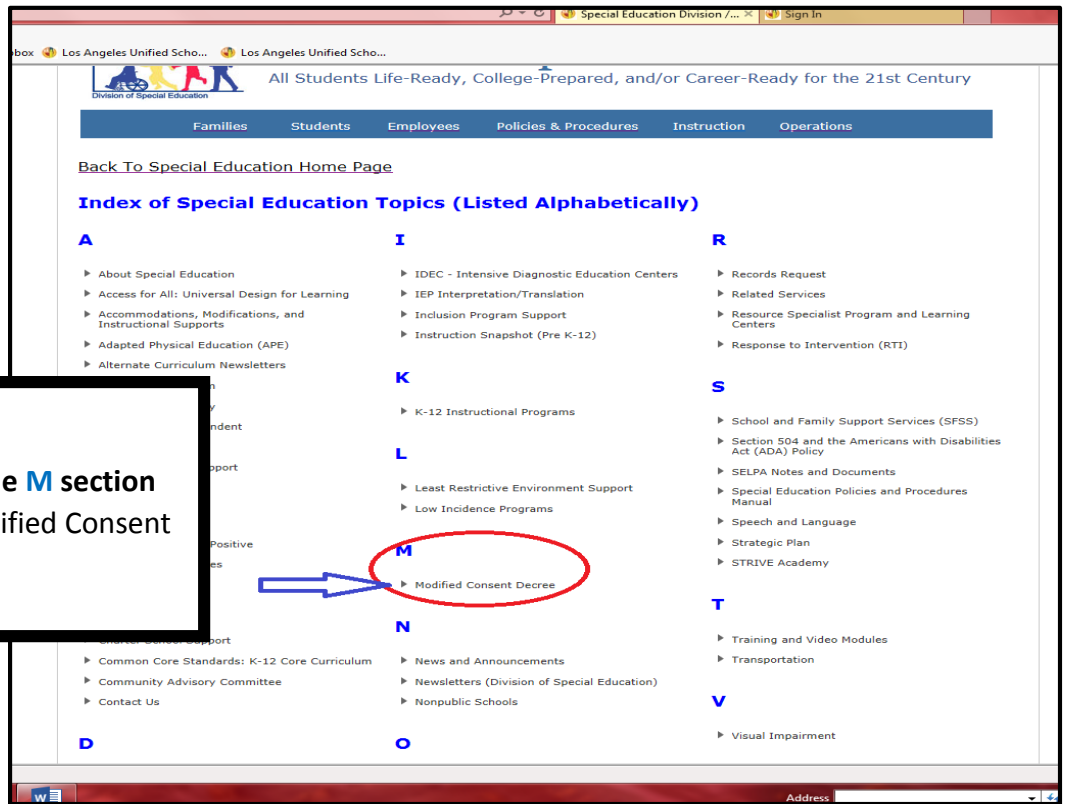 Special Education Division /... ×
Sign In
Los Angeles Unified Scho...
Los Angeles Unified Scho...
Division of Special Education
All Students Life-Ready, College-Prepared, and/or Career-Ready for the 21st Century
Families Students Employees Policies & Procedures Instruction Operations
Back To Special Education Home Page
Index of Special Education Topics (Listed Alphabetically)
A
About Special Education
Access for All: Universal Design for Learning
Accommodations, Modifications, and
Instructional Supports
Adapted Physical Education (APE)
Alternate Curriculum Newsletters
M section
Consent
Positive
Common Core Standards: K-12 Core Curriculum
Community Advisory Committee
Contact Us
D
I
IDEC - Intensive Diagnostic Education Centers
IEP Interpretation/Translation
Inclusion Program Support
Instruction Snapshot (Pre K-12)
K
K-12 Instructional Programs
L
Least Restrictive Environment Support
Low Incidence Programs
M
Modified Consent Decree
N
News and Announcements
Newsletters (Division of Special Education)
Nonpublic Schools
O
R
Records Request
Related Services
Resource Specialist Program and Learning
Centers
Response to Intervention (RTI)
S
School and Family Support Services (SFSS)
Section 504 and the Americans with Disabilities
Act (ADA) Policy
SELPA Notes and Documents
Special Education Policies and Procedures
Manual
Speech and Language
Strategic Plan
STRIVE Academy
T
Training and Video Modules
Transportation
V
Visual Impairment
Address